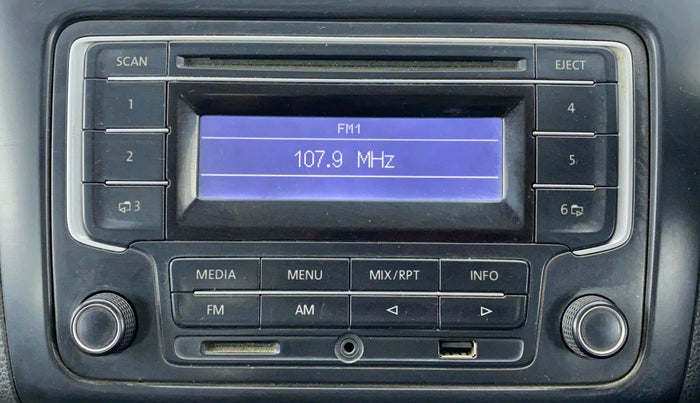 SCAN
EJECT
FM1
107.9 MHz
1
4
2
5
3
6
MEDIA MENU MIX/RPT INFO
FM AM